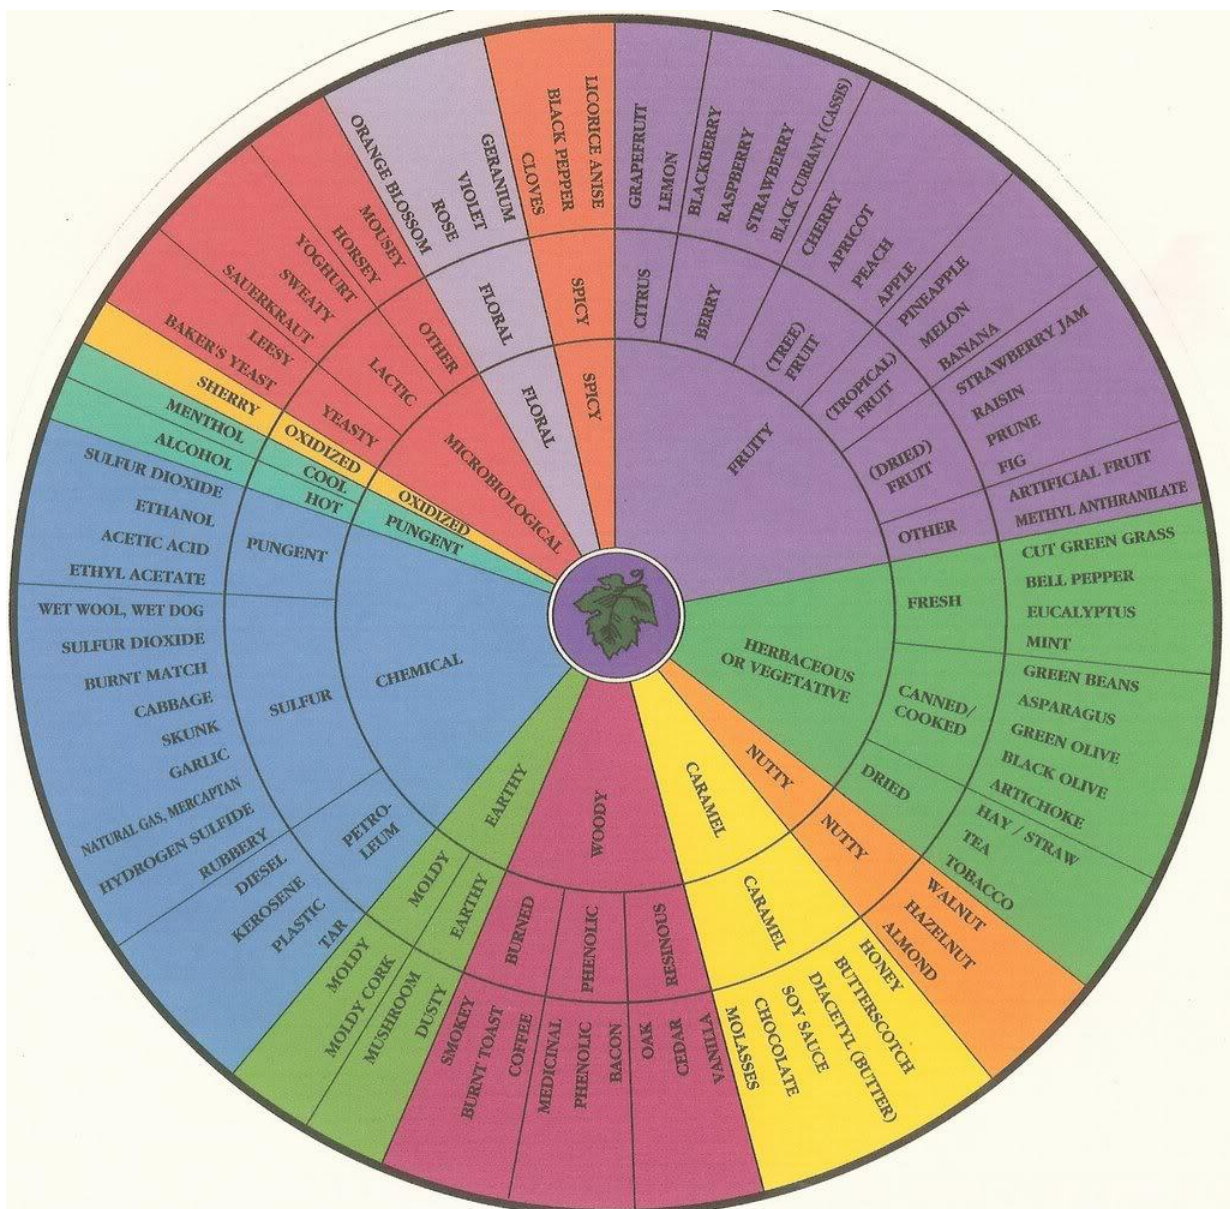 FRUITY
CITRUS
GRAPEFRUIT
LEMON
BERRY
BLACKBERRY
RASPBERRY
STRAWBERRY
BLACK CURRANT (CASSIS)
(TREE)
FRUIT
CHERRY
APRICOT
PEACH
APPLE
(TROPICAL)
FRUIT
PINEAPPLE
MELON
BANANA
(DRIED)
FRUIT
STRAWBERRY JAM
RAISIN
PRUNE
FIG
OTHER
ARTIFICIAL FRUIT
METHYL ANTHRANILATE
HERBACEOUS
OR VEGETATIVE
FRESH
CUT GREEN GRASS
BELL PEPPER
EUCALYPTUS
MINT
CANNED/
COOKED
GREEN BEANS
ASPARAGUS
GREEN OLIVE
BLACK OLIVE
ARTICHOKE
DRIED
HAY / STRAW
TEA
TOBACCO
NUTTY
NUTTY
WALNUT
HAZELNUT
ALMOND
CARAMEL
CARAMEL
HONEY
BUTTERSCOTCH
DIACETYL (BUTTER)
SOY SAUCE
CHOCOLATE
MOLASSES
WOODY
RESINOUS
VANILLA
CEDAR
OAK
PHENOLIC
BACON
PHENOLIC
MEDICINAL
BURNED
COFFEE
BURNT TOAST
SMOKEY
EARTHY
EARTHY
DUSTY
MUSHROOM
MOLDY
MOLDY CORK
MOLDY
CHEMICAL
PETRO-
LEUM
TAR
PLASTIC
KEROSENE
DIESEL
SULFUR
RUBBERY
HYDROGEN SULFIDE
NATURAL GAS, MERCAPTAN
GARLIC
SKUNK
CABBAGE
BURNT MATCH
SULFUR DIOXIDE
WET WOOL, WET DOG
PUNGENT
ETHYL ACETATE
ACETIC ACID
ETHANOL
SULFUR DIOXIDE
PUNGENT
HOT
ALCOHOL
COOL
MENTHOL
OXIDIZED
OXIDIZED
SHERRY
MICROBIOLOGICAL
YEASTY
BAKER'S YEAST
LEESY
LACTIC
SAUERKRAUT
SWEATY
YOGHURT
OTHER
HORSEY
MOUSEY
FLORAL
FLORAL
ORANGE BLOSSOM
ROSE
VIOLET
GERANIUM
SPICY
SPICY
CLOVES
BLACK PEPPER
LICORICE ANISE